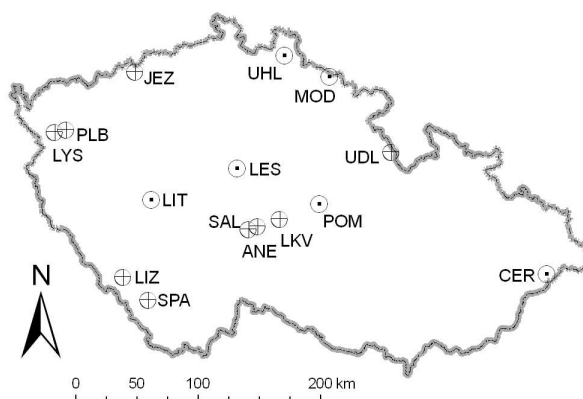 UHL
JEZ
MOD
PLB
LYS
UDL
LES
LIT
SAL
POM
LKV
ANE
N
CER
LIZ
SPA
0 50 100 200 km